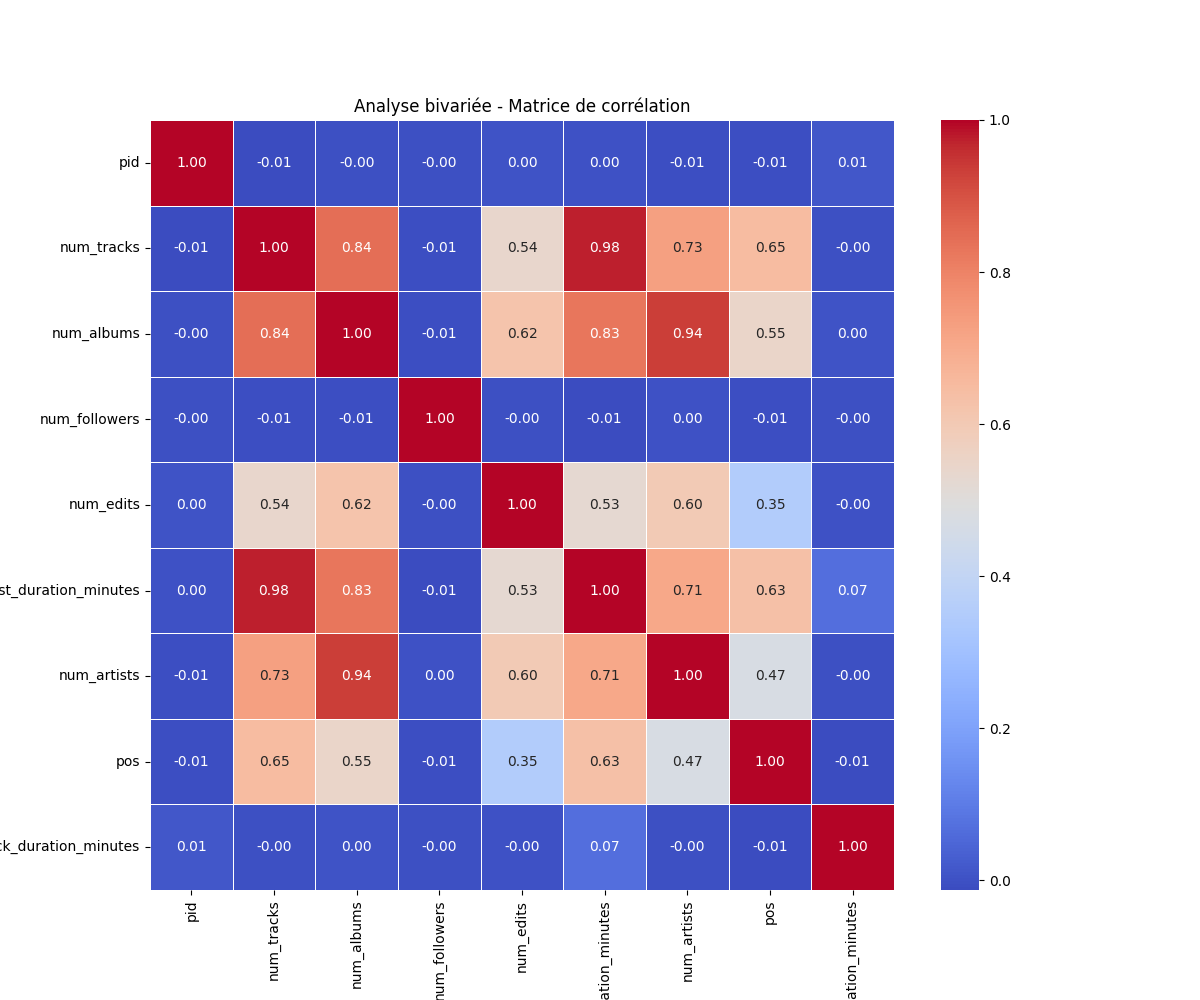 Analyse bivariée - Matrice de corrélation
pid 1.00 -0.01 -0.00 -0.00 0.00 0.00 -0.01 -0.01 0.01
num_tracks -0.01 1.00 0.84 -0.01 0.54 0.98 0.73 0.65 -0.00
num_albums -0.00 0.84 1.00 -0.01 0.62 0.83 0.94 0.55 0.00
num_followers -0.00 -0.01 -0.01 1.00 -0.00 -0.01 0.00 -0.01 -0.00
num_edits 0.00 0.54 0.62 -0.00 1.00 0.53 0.60 0.35 -0.00
st_duration_minutes 0.00 0.98 0.83 -0.01 0.53 1.00 0.71 0.63 0.07
num_artists -0.01 0.73 0.94 0.00 0.60 0.71 1.00 0.47 -0.00
pos -0.01 0.65 0.55 -0.01 0.35 0.63 0.47 1.00 -0.01
ck_duration_minutes 0.01 -0.00 0.00 -0.00 -0.00 0.07 -0.00 -0.01 1.00
pid
num_tracks
num_albums
num_followers
num_edits
ation_minutes
num_artists
pos
ation_minutes
1.0
0.8
0.6
0.4
0.2
0.0